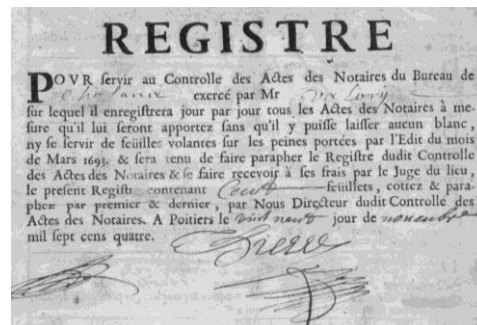 REGISTRE
POVR servir au Controlle des Actes des Notaires du Bureau de
exercé par Mr
sur lequel il enregistrera jour par jour tous les Actes des Notaires à me-
sure qu'il lui seront apportez sans qu'il y puisse laisser aucun blanc,
ny se servir de feüilles volantes sur les peines portées par l'Edit du mois
de Mars 1693. & sera tenu de faire parapher le Registre dudit Controlle
des Actes des Notaires & se faire recevoir à ses frais par le Juge du lieu,
le present Registre contenant Cent feüillets, cottez & para-
phez par premier & dernier, par Nous Directeur dudit Controlle des
Actes des Notaires. A Poitiers le vint neuf jour de novembre
mil sept cens quatre.